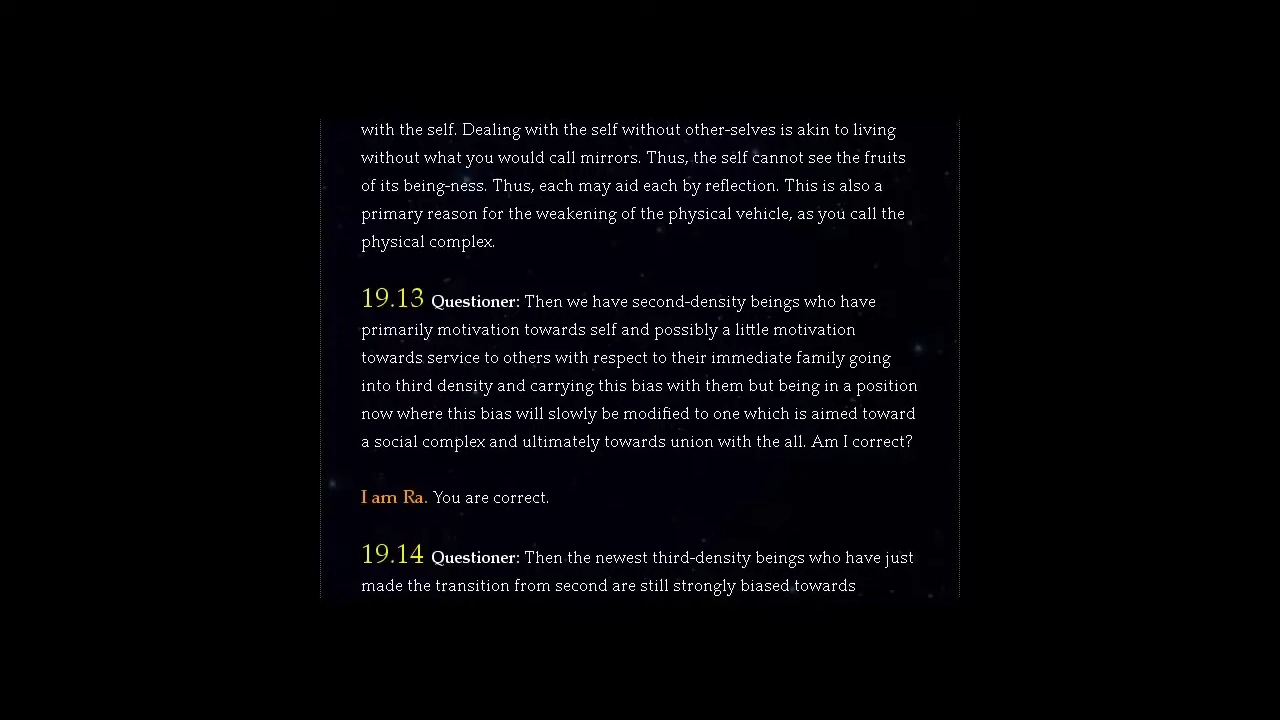 with the self. Dealing with the self without other-selves is akin to living
without what you would call mirrors. Thus, the self cannot see the fruits
of its being-ness. Thus, each may aid each by reflection. This is also a
primary reason for the weakening of the physical vehicle, as you call the
physical complex.
19.13 Questioner: Then we have second-density beings who have
primarily motivation towards self and possibly a little motivation
towards service to others with respect to their immediate family going
into third density and carrying this bias with them but being in a position
now where this bias will slowly be modified to one which is aimed toward
a social complex and ultimately towards union with the all. Am I correct?
I am Ra. You are correct.
19.14 Questioner: Then the newest third-density beings who have just
made the transition from second are still strongly biased towards